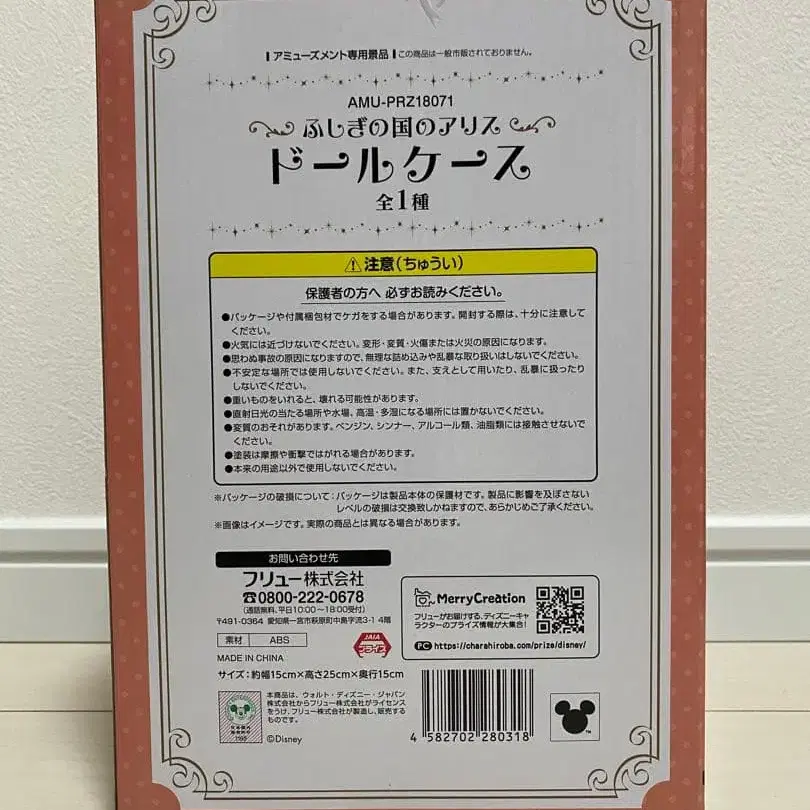 アミューズメント専用景品 この商品は一般市販されておりません。
AMU-PRZ18071
ふしぎの国のアリス
ドールケース
全1種
⚠注意(ちゅうい)
保護者の方へ 必ずお読みください。
●パッケージや付属梱包材でケガをする場合があります。開封する際は、十分に注意して
ください。
●火気には近づけないでください。変形・変質・火傷または火災の原因になります。
●思わぬ事故の原因になりますので、無理な詰め込みや乱暴な取り扱いはしないでください。
●不安定な場所では使用しないでください。また、支えとして用いたり、乱暴に扱ったり
しないでください。
●重いものをいれると、壊れる可能性があります。
●直射日光の当たる場所や水場、高温・多湿になる場所には置かないでください。
●変質のおそれがあります。ベンジン、シンナー、アルコール類、油脂類には接触させないで
ください。
●塗装は摩擦や衝撃ではがれる場合があります。
●本来の用途以外で使用しないでください。
※パッケージの破損について:パッケージは製品本体の保護材です。製品に影響を及ぼさない
レベルの破損は交換致しかねますので、あらかじめご了承ください。
※画像はイメージです。実際の商品とは異なる場合があります。
お問い合わせ先
フリュー株式会社
☎0800-222-0678
(通話無料、平日10:00〜18:00受付)
〒491-0364 愛知県一宮市萩原町中島字流3-1 4階
素材 ABS
JAIA
プライズ
MADE IN CHINA
サイズ:約幅15cm×高さ25cm×奥行15cm
本商品は、ウォルト・ディズニー・ジャパン
株式会社からフリュー株式会社がライセンス
をうけ、フリュー株式会社が製造し、販売する
ものです。
©Disney
MerryCreation
フリューがお届けする、ディズニーキャ
ラクターのプライズ情報が大集合!
PC https://charahiroba.com/prize/disney/
4 582702 280318
TM